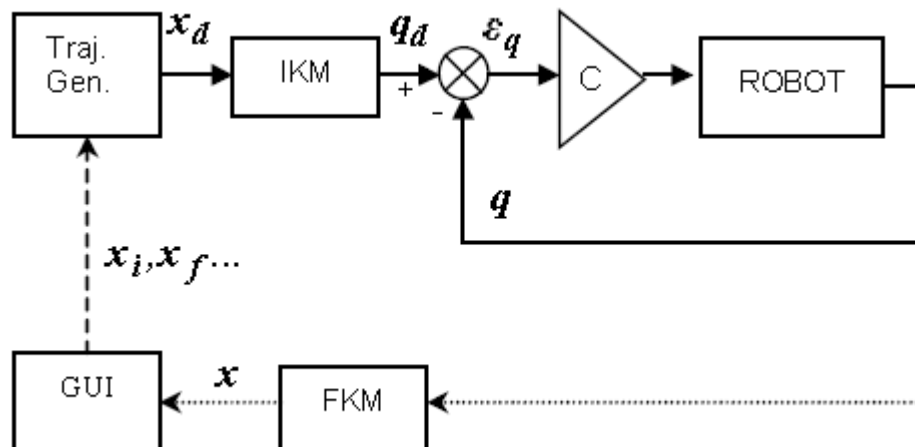 Traj.
Gen.
x_d
IKM
q_d
+
-
ε_q
C
ROBOT
q
x_i, x_f...
GUI
x
FKM